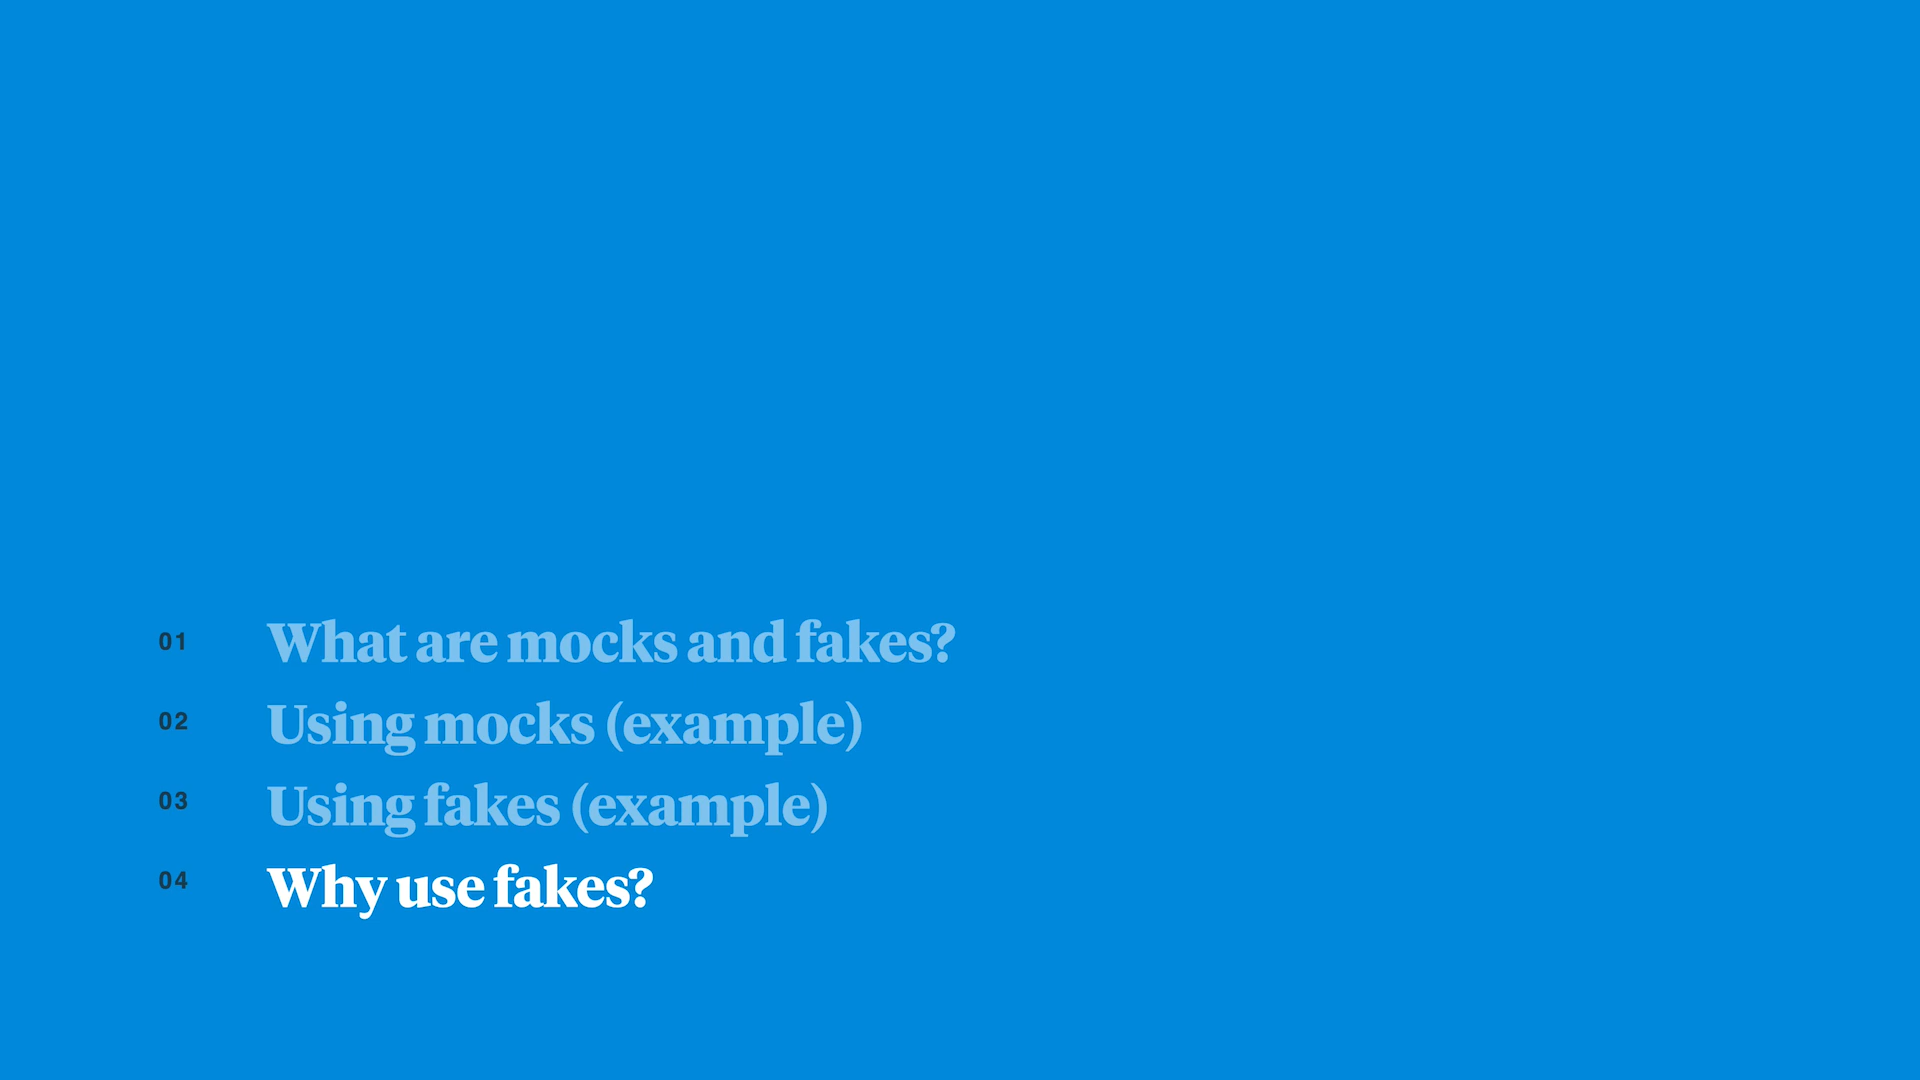 01 What are mocks and fakes?
02 Using mocks (example)
03 Using fakes (example)
04 Why use fakes?